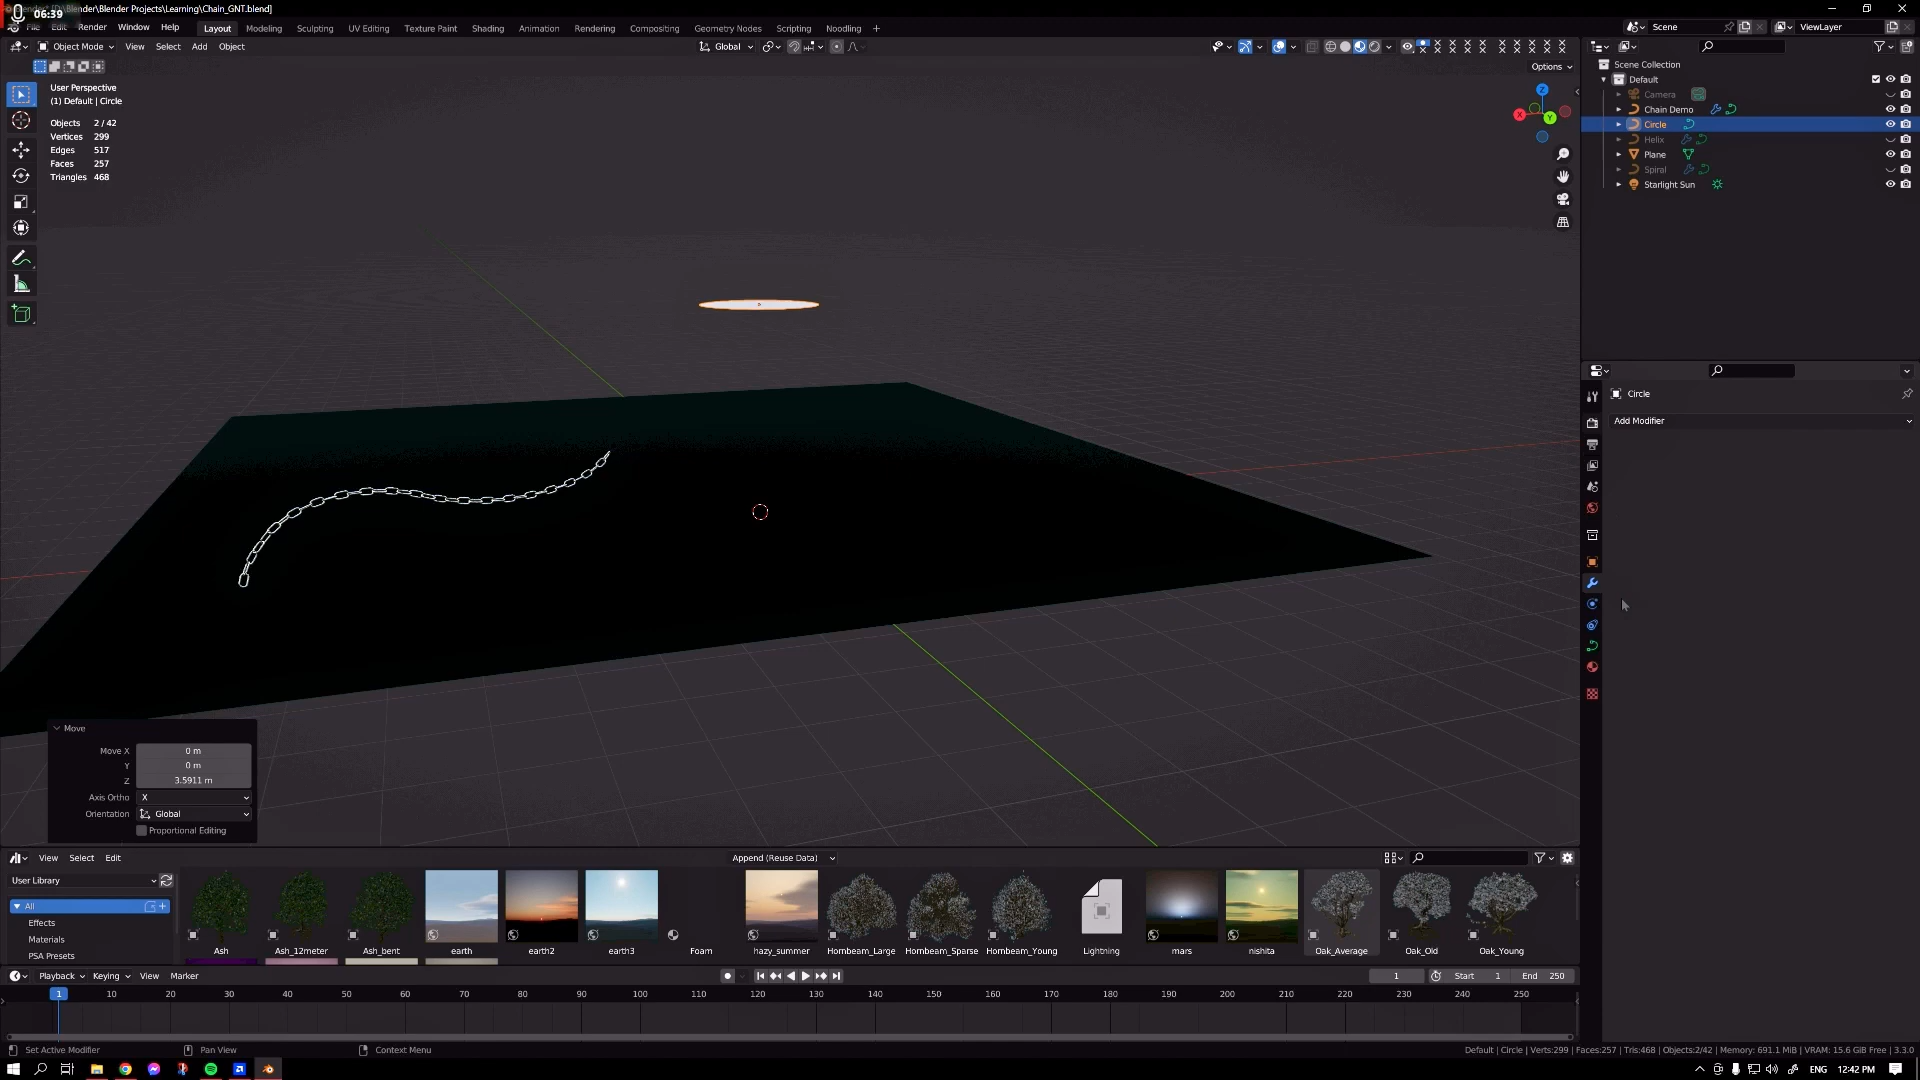 06:39
Blender* [D:\Blender\Blender Projects\Learning\Chain_GNT.blend]
File Edit Render Window Help Layout Modeling Sculpting UV Editing Texture Paint Shading Animation Rendering Compositing Geometry Nodes Scripting Noodling +
Scene ViewLayer
Object Mode View Select Add Object Global
Options
User Perspective
(1) Default | Circle
Objects 2 / 42
Vertices 299
Edges 517
Faces 257
Triangles 468
Z
X
Y
Scene Collection
Default
Camera
Chain Demo
Circle
Helix
Plane
Spiral
Starlight Sun
Circle
Add Modifier
Move
Move X 0 m
Y 0 m
Z 3.5911 m
Axis Ortho X
Orientation Global
Proportional Editing
View Select Edit Append (Reuse Data)
User Library
All
Effects
Materials
PSA Presets
Ash Ash_12meter Ash_bent earth earth2 earth3 Foam hazy_summer Hornbeam_Large Hornbeam_Sparse Hornbeam_Young Lightning mars nishita Oak_Average Oak_Old Oak_Young
Playback Keying View Marker 1 Start 1 End 250
1 10 20 30 40 50 60 70 80 90 100 110 120 130 140 150 160 170 180 190 200 210 220 230 240 250
Set Active Modifier Pan View Context Menu Default | Circle | Verts:299 | Faces:257 | Tris:468 | Objects:2/42 | Memory: 691.1 MiB | VRAM: 15.6 GiB Free | 3.3.0
ENG 12:42 PM